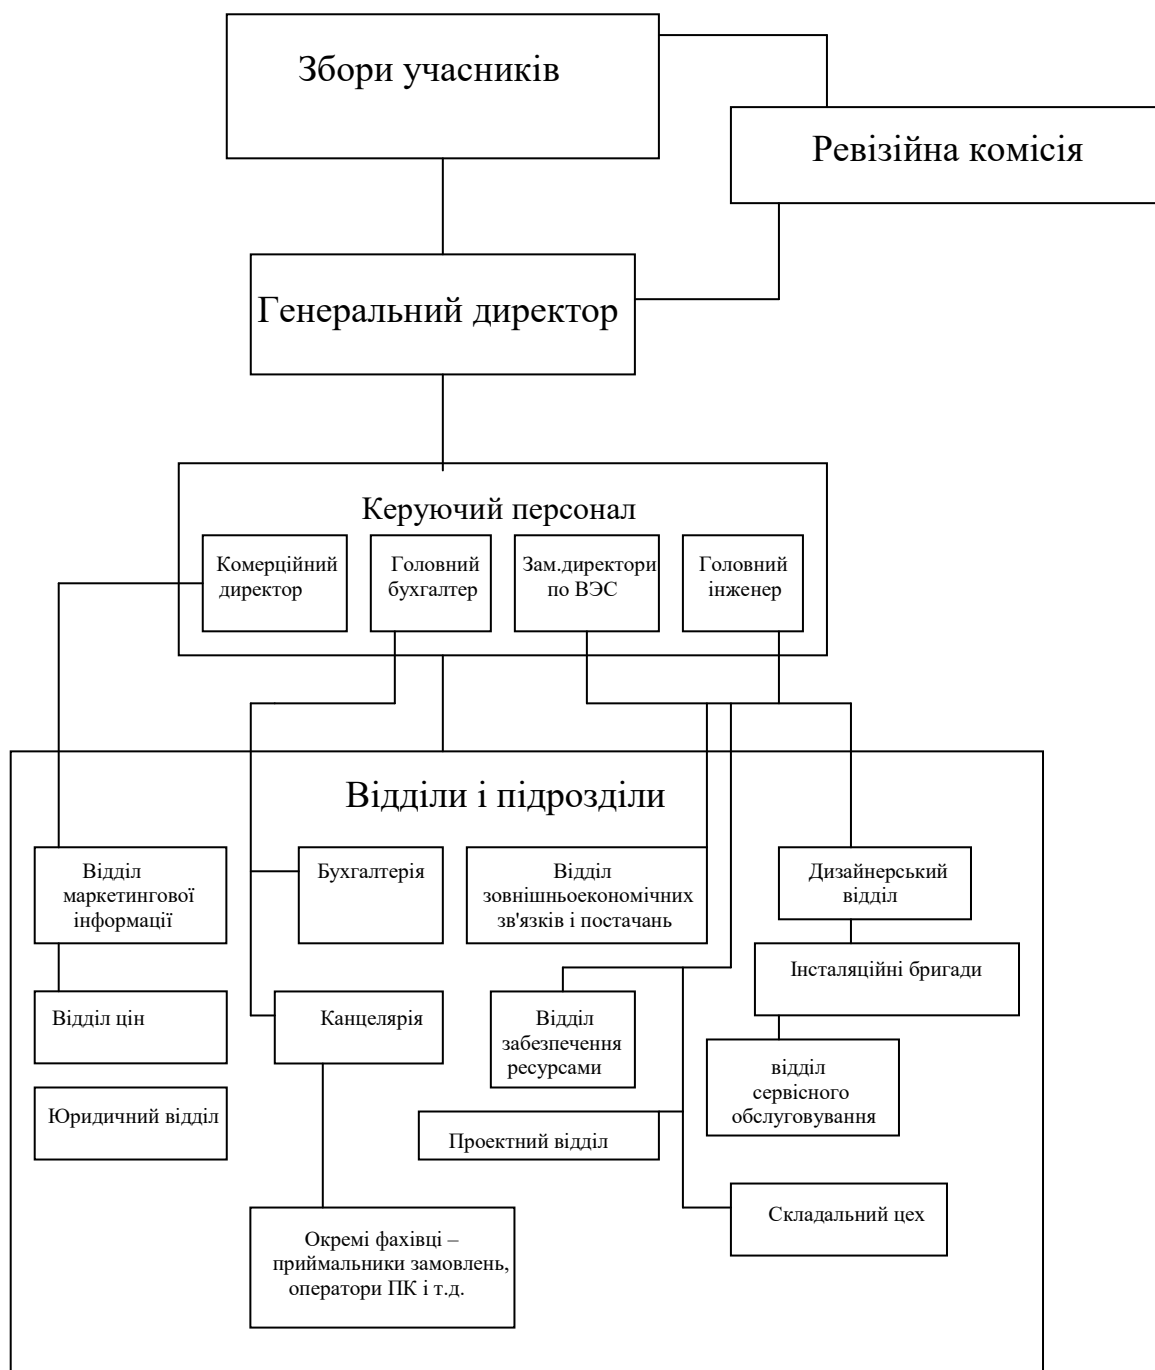 Збори учасників
Ревізійна комісія
Генеральний директор
Керуючий персонал
Комерційний
директор
Головний
бухгалтер
Зам.директори
по ВЭС
Головний
інженер
Відділи і підрозділи
Відділ
маркетингової
інформації
Бухгалтерія
Відділ
зовнішньоекономічних
зв'язків і постачань
Дизайнерський
відділ
Інсталяційні бригади
Відділ цін
Канцелярія
Відділ
забезпечення
ресурсами
відділ
сервісного
обслуговування
Юридичний відділ
Проектний відділ
Складальний цех
Окремі фахівці –
приймальники замовлень,
оператори ПК і т.д.